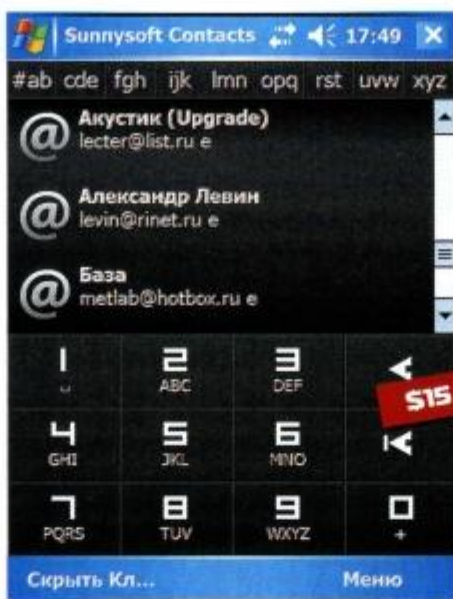 Sunnysoft Contacts 17:49
#ab cde fgh ijk lmn opq rst uvw xyz
Акустик (Upgrade)
lecter@list.ru e
Александр Левин
levin@rinet.ru e
База
metlab@hotbox.ru e
1 2 3
ABC DEF
$15
4 5 6
GHI JKL MNO
7 8 9 0
PQRS TUV WXYZ +
Скрыть Кл... Меню